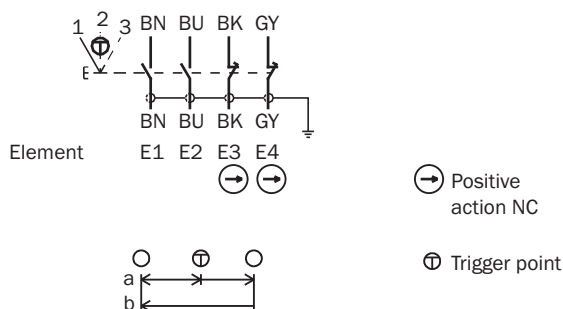 1 2 3 BN BU BK GY
BN BU BK GY
Element E1 E2 E3 E4
Positive
action NC
Trigger point
a
b